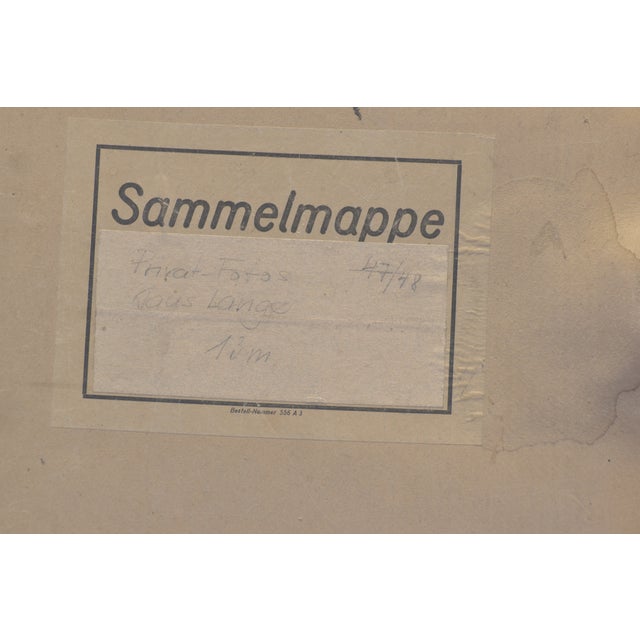 Sammelmappe
Privat-Fotos 47/48
Claus Lange
Bestell-Nummer 556 A 3